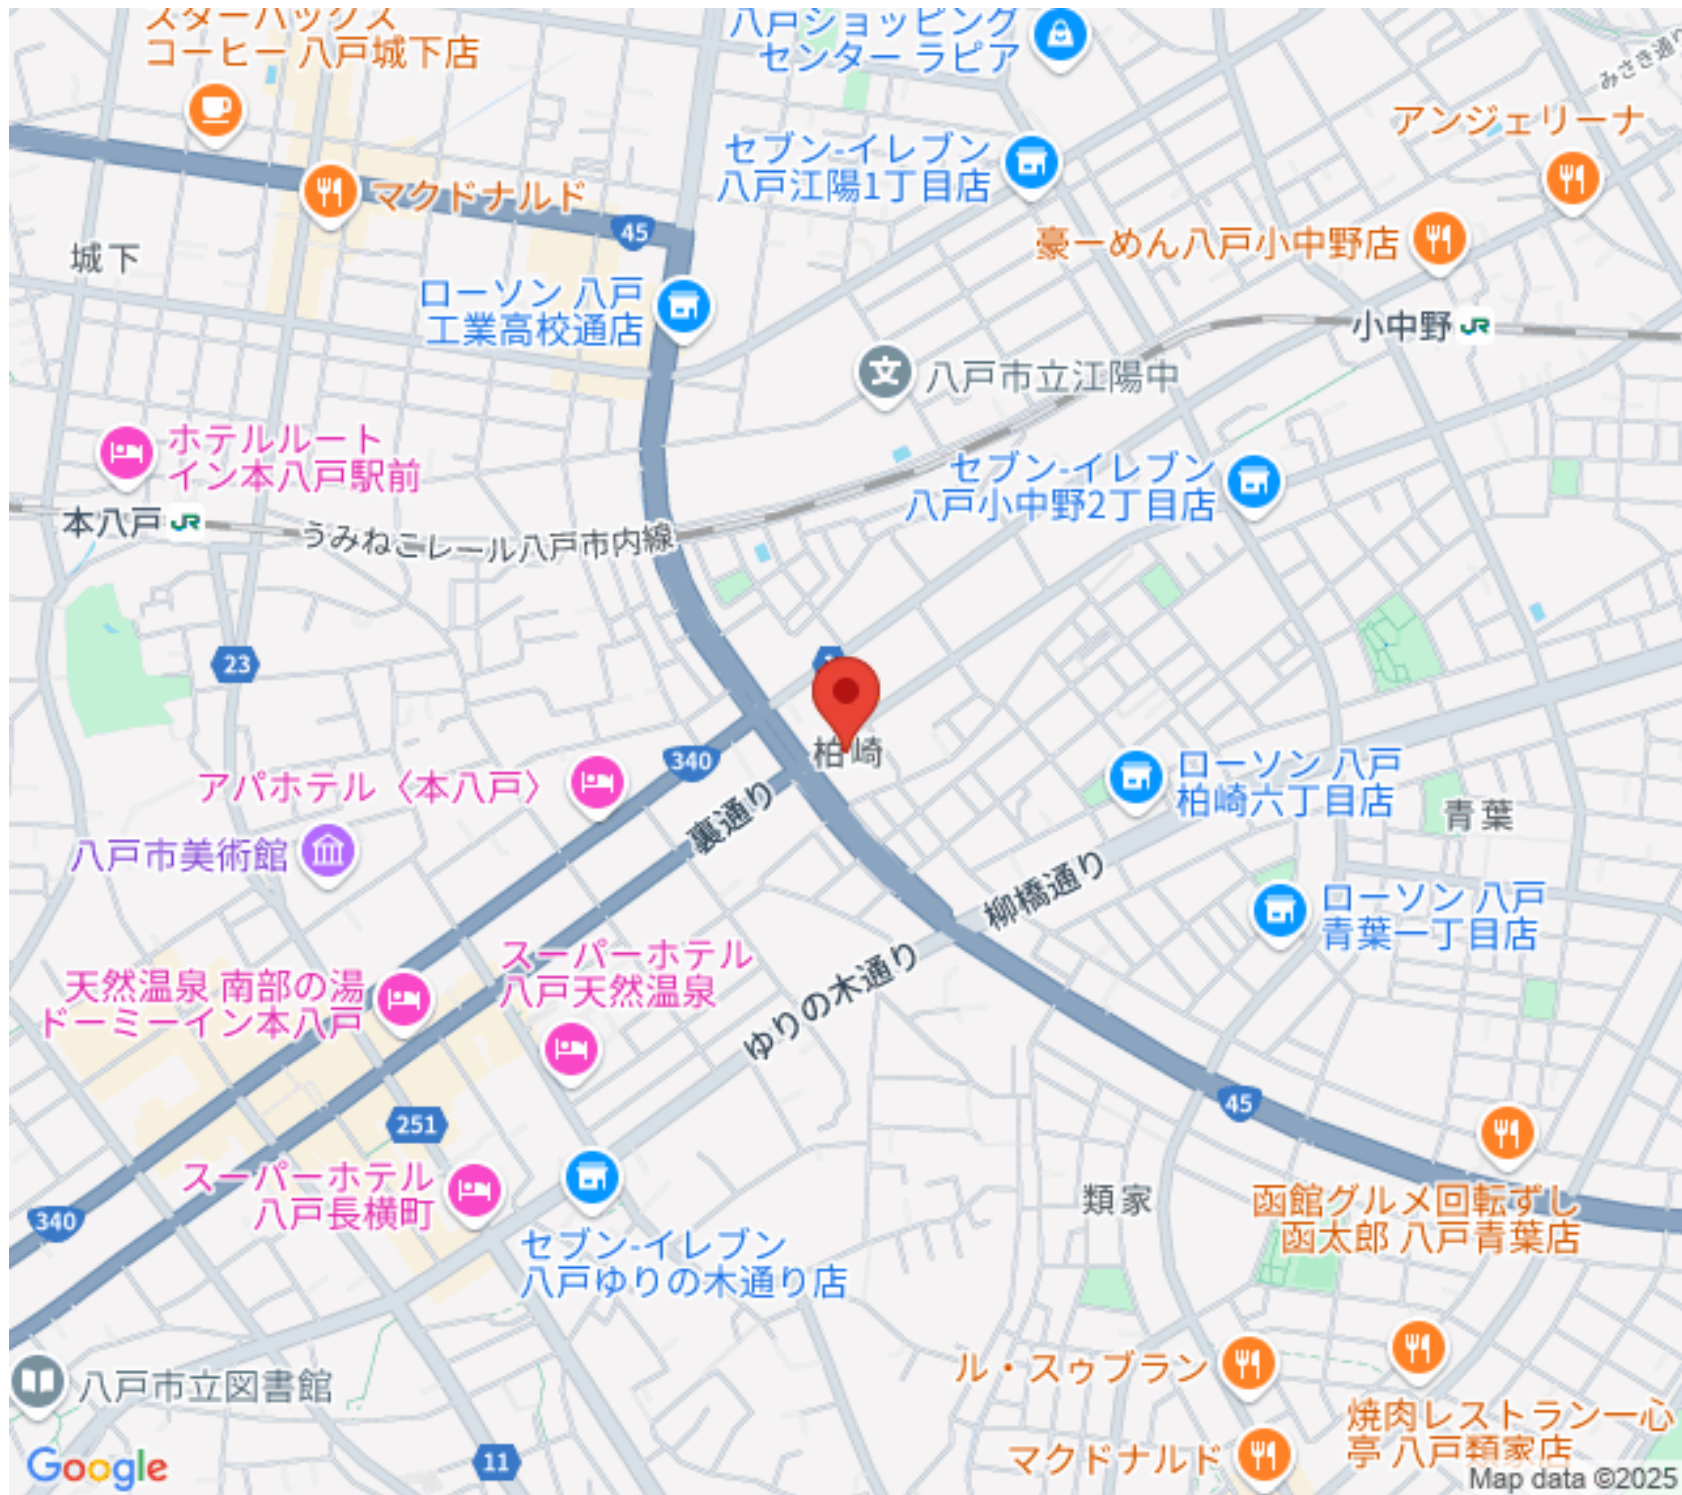 スターバックス
コーヒー 八戸城下店
八戸ショッピング
センター ラピア
みさき通り
アンジェリーナ
セブン-イレブン
八戸江陽1丁目店
マクドナルド
45
豪ーめん八戸小中野店
城下
ローソン 八戸
工業高校通店
小中野
八戸市立江陽中
ホテルルート
イン本八戸駅前
セブン-イレブン
八戸小中野2丁目店
本八戸
うみねこレール八戸市内線
23
柏崎
340
アパホテル〈本八戸〉
裏通り
ローソン 八戸
柏崎六丁目店
青葉
八戸市美術館
柳橋通り
ローソン 八戸
青葉一丁目店
スーパーホテル
八戸天然温泉
天然温泉 南部の湯
ドーミーイン本八戸
ゆりの木通り
251
45
スーパーホテル
八戸長横町
340
類家
函館グルメ回転ずし
函太郎 八戸青葉店
セブン-イレブン
八戸ゆりの木通り店
ル・スゥブラン
八戸市立図書館
焼肉レストラン一心
亭 八戸類家店
マクドナルド
11
Google
Map data ©2025